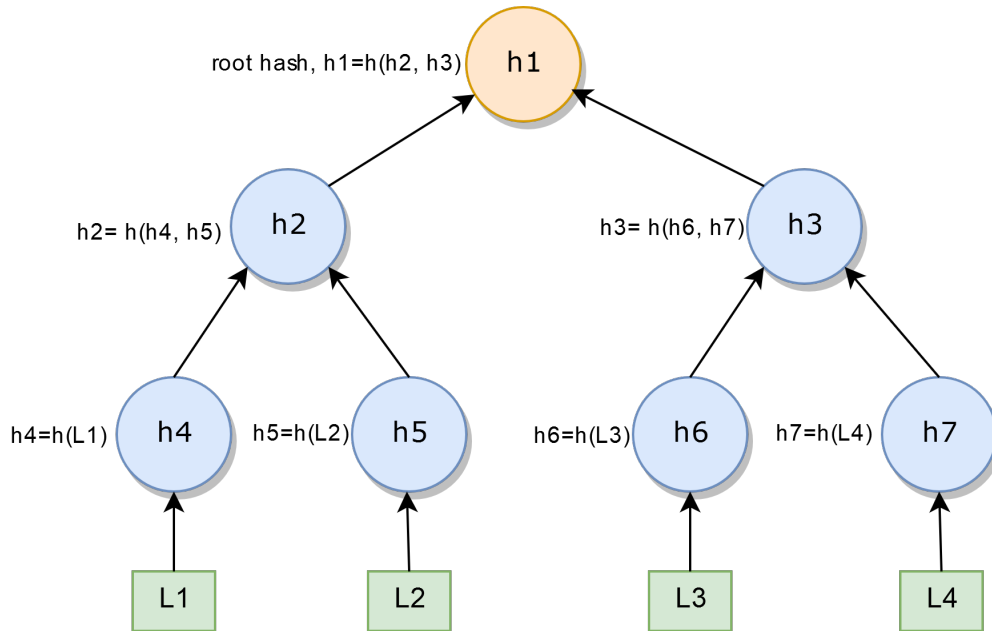 root hash, h1=h(h2, h3)
h1
h2= h(h4, h5)
h2
h3= h(h6, h7)
h3
h4=h(L1)
h4
h5=h(L2)
h5
h6=h(L3)
h6
h7=h(L4)
h7
L1
L2
L3
L4